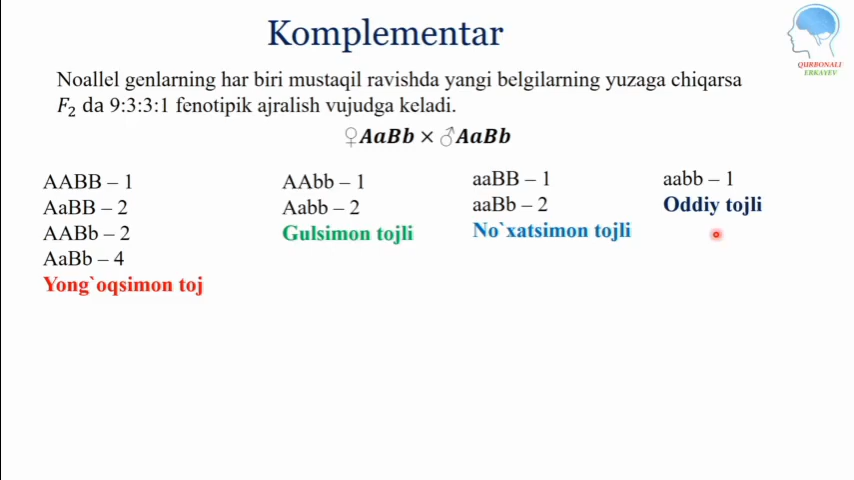 Komplementar
QURBONALI
ERKAYEV
Noallel genlarning har biri mustaqil ravishda yangi belgilarning yuzaga chiqarsa
F₂ da 9:3:3:1 fenotipik ajralish vujudga keladi.
♀AaBb × ♂AaBb
AABB – 1
AaBB – 2
AABb – 2
AaBb – 4
Yong`oqsimon toj
AAbb – 1
Aabb – 2
Gulsimon tojli
aaBB – 1
aaBb – 2
No`xatsimon tojli
aabb – 1
Oddiy tojli